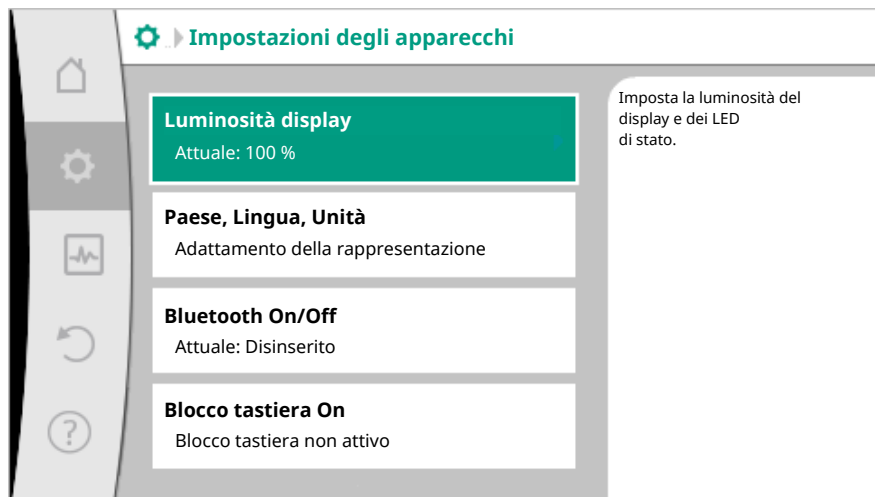 Impostazioni degli apparecchi
Luminosità display
Attuale: 100 %
Paese, Lingua, Unità
Adattamento della rappresentazione
Bluetooth On/Off
Attuale: Disinserito
Blocco tastiera On
Blocco tastiera non attivo
Imposta la luminosità del
display e dei LED
di stato.
?